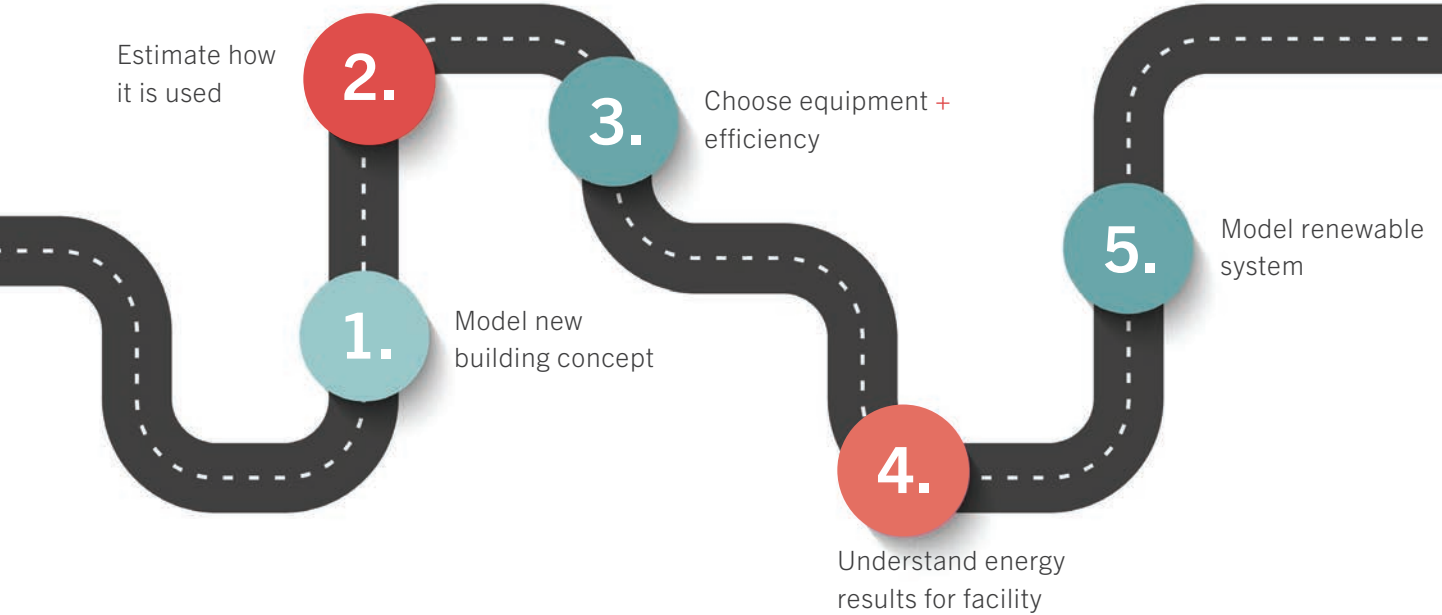 1.
Model new
building concept
2.
Estimate how
it is used
3.
Choose equipment +
efficiency
4.
Understand energy
results for facility
5.
Model renewable
system